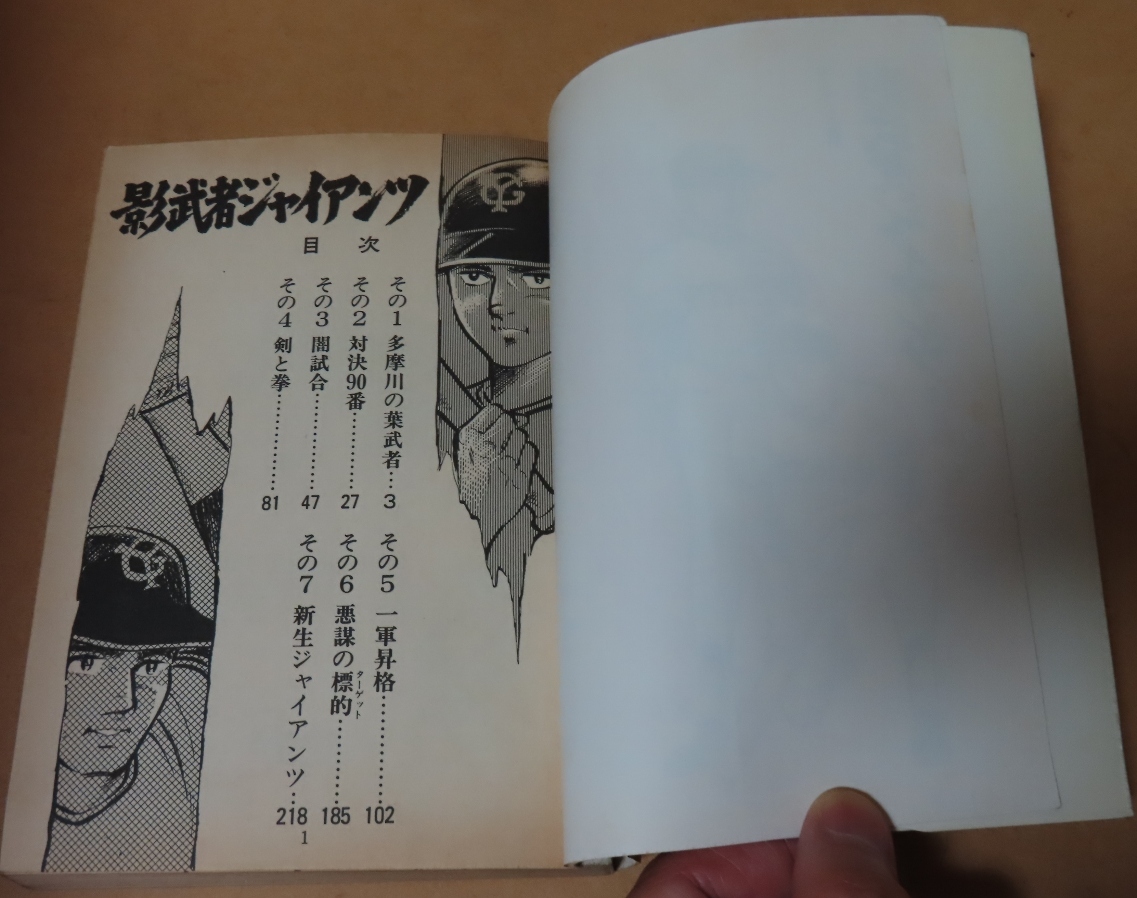 影武者ジャイアンツ
目次
その1 多摩川の葉武者…3
その2 対決90番…………27
その3 闇試合……………47
その4 剣と拳……………81
その5 一軍昇格…………102
その6 悪謀の標的…………185
ターゲット
その7 新生ジャイアンツ…218
1
YG
YG